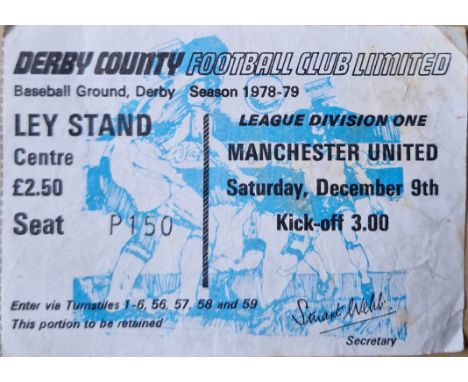 DERBY COUNTY FOOTBALL CLUB LIMITED
Baseball Ground, Derby Season 1978-79
LEY STAND
Centre
£2.50
Seat P150
LEAGUE DIVISION ONE
MANCHESTER UNITED
Saturday, December 9th
Kick-off 3.00
Enter via Turnstiles 1-6, 56, 57, 58 and 59
This portion to be retained
Stuart Webb
Secretary